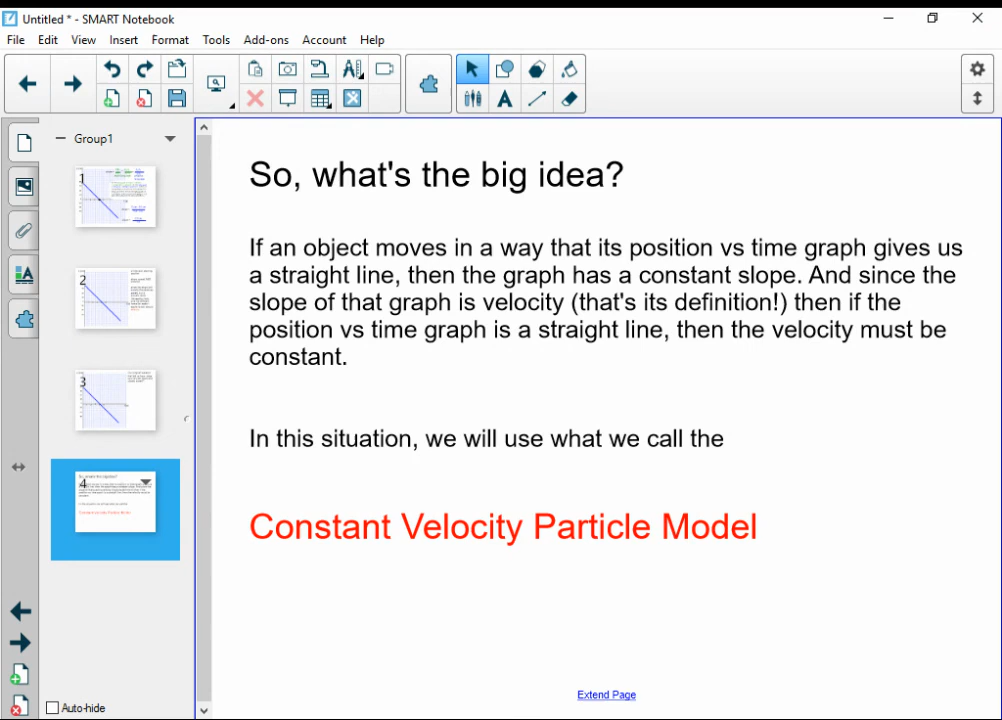 Untitled * - SMART Notebook
File Edit View Insert Format Tools Add-ons Account Help
Group1
1
2
3
4
Auto-hide
So, what's the big idea?
If an object moves in a way that its position vs time graph gives us
a straight line, then the graph has a constant slope. And since the
slope of that graph is velocity (that's its definition!) then if the
position vs time graph is a straight line, then the velocity must be
constant.
In this situation, we will use what we call the
Constant Velocity Particle Model
Extend Page